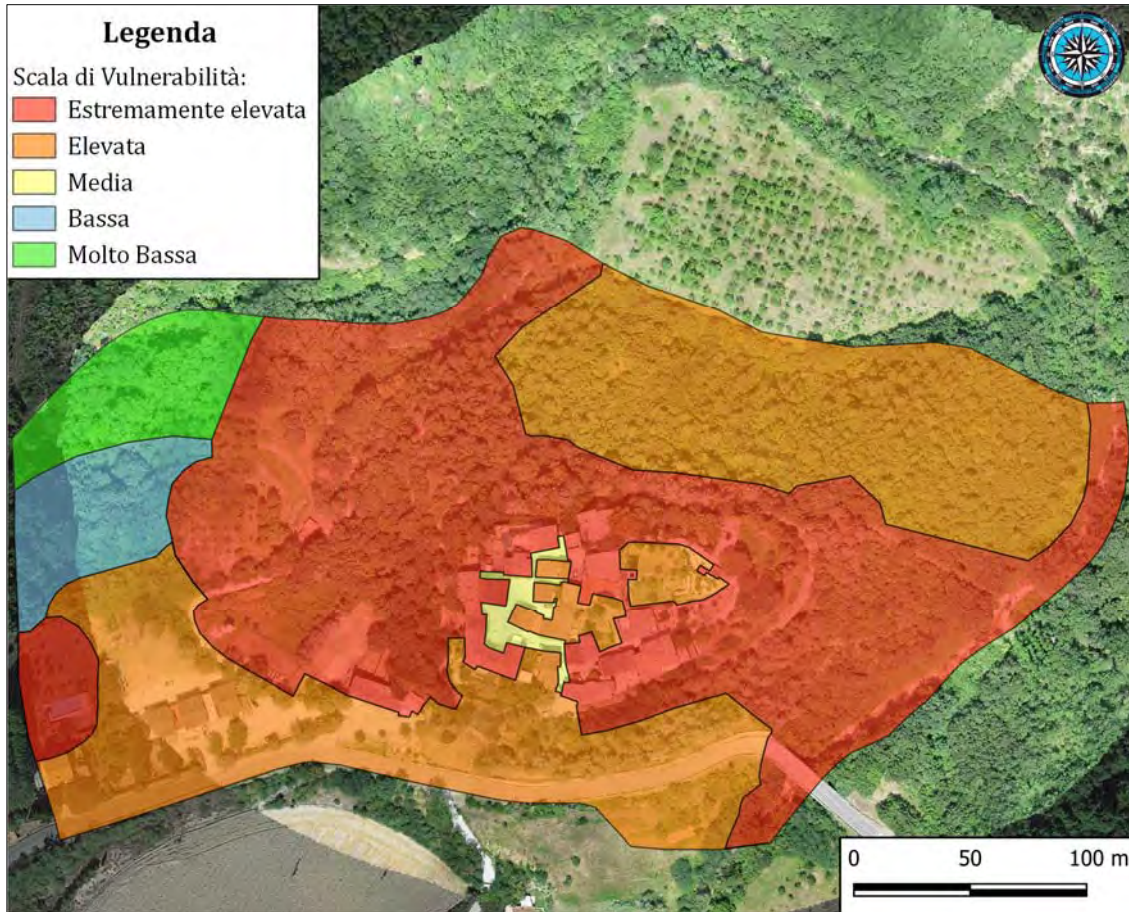 Legenda
Scala di Vulnerabilità:
Estremamente elevata
Elevata
Media
Bassa
Molto Bassa
0 50 100 m